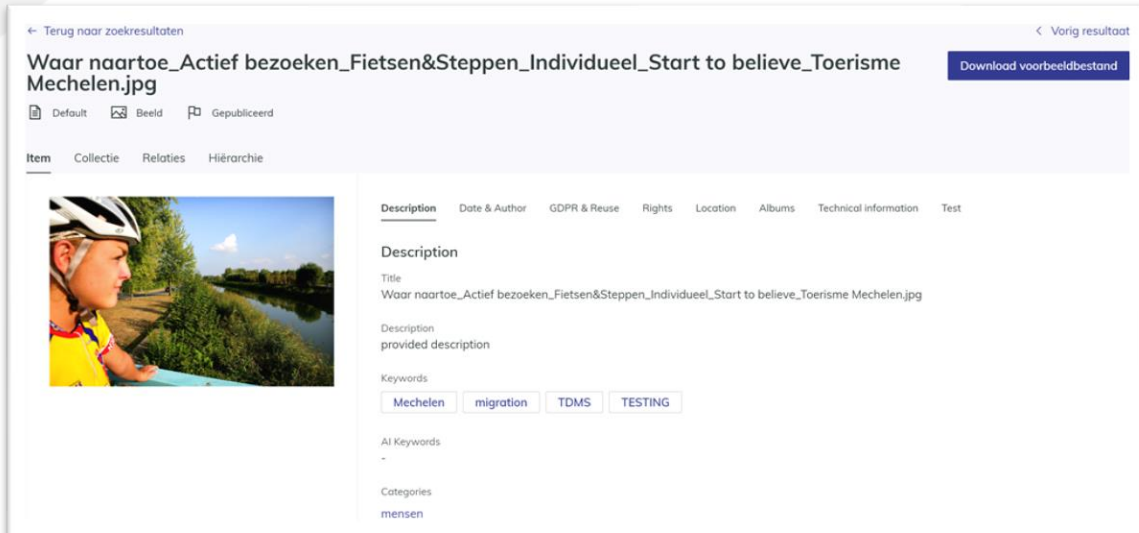 ← Terug naar zoekresultaten
< Vorig resultaat
Waar naartoe_Actief bezoeken_Fietsen&Steppen_Individueel_Start to believe_Toerisme
Mechelen.jpg
Download voorbeeldbestand
Default Beeld Gepubliceerd
Item Collectie Relaties Hiërarchie
Description Date & Author GDPR & Reuse Rights Location Albums Technical information Test
Description
Title
Waar naartoe_Actief bezoeken_Fietsen&Steppen_Individueel_Start to believe_Toerisme Mechelen.jpg
Description
provided description
Keywords
Mechelen migration TDMS TESTING
AI Keywords
-
Categories
mensen